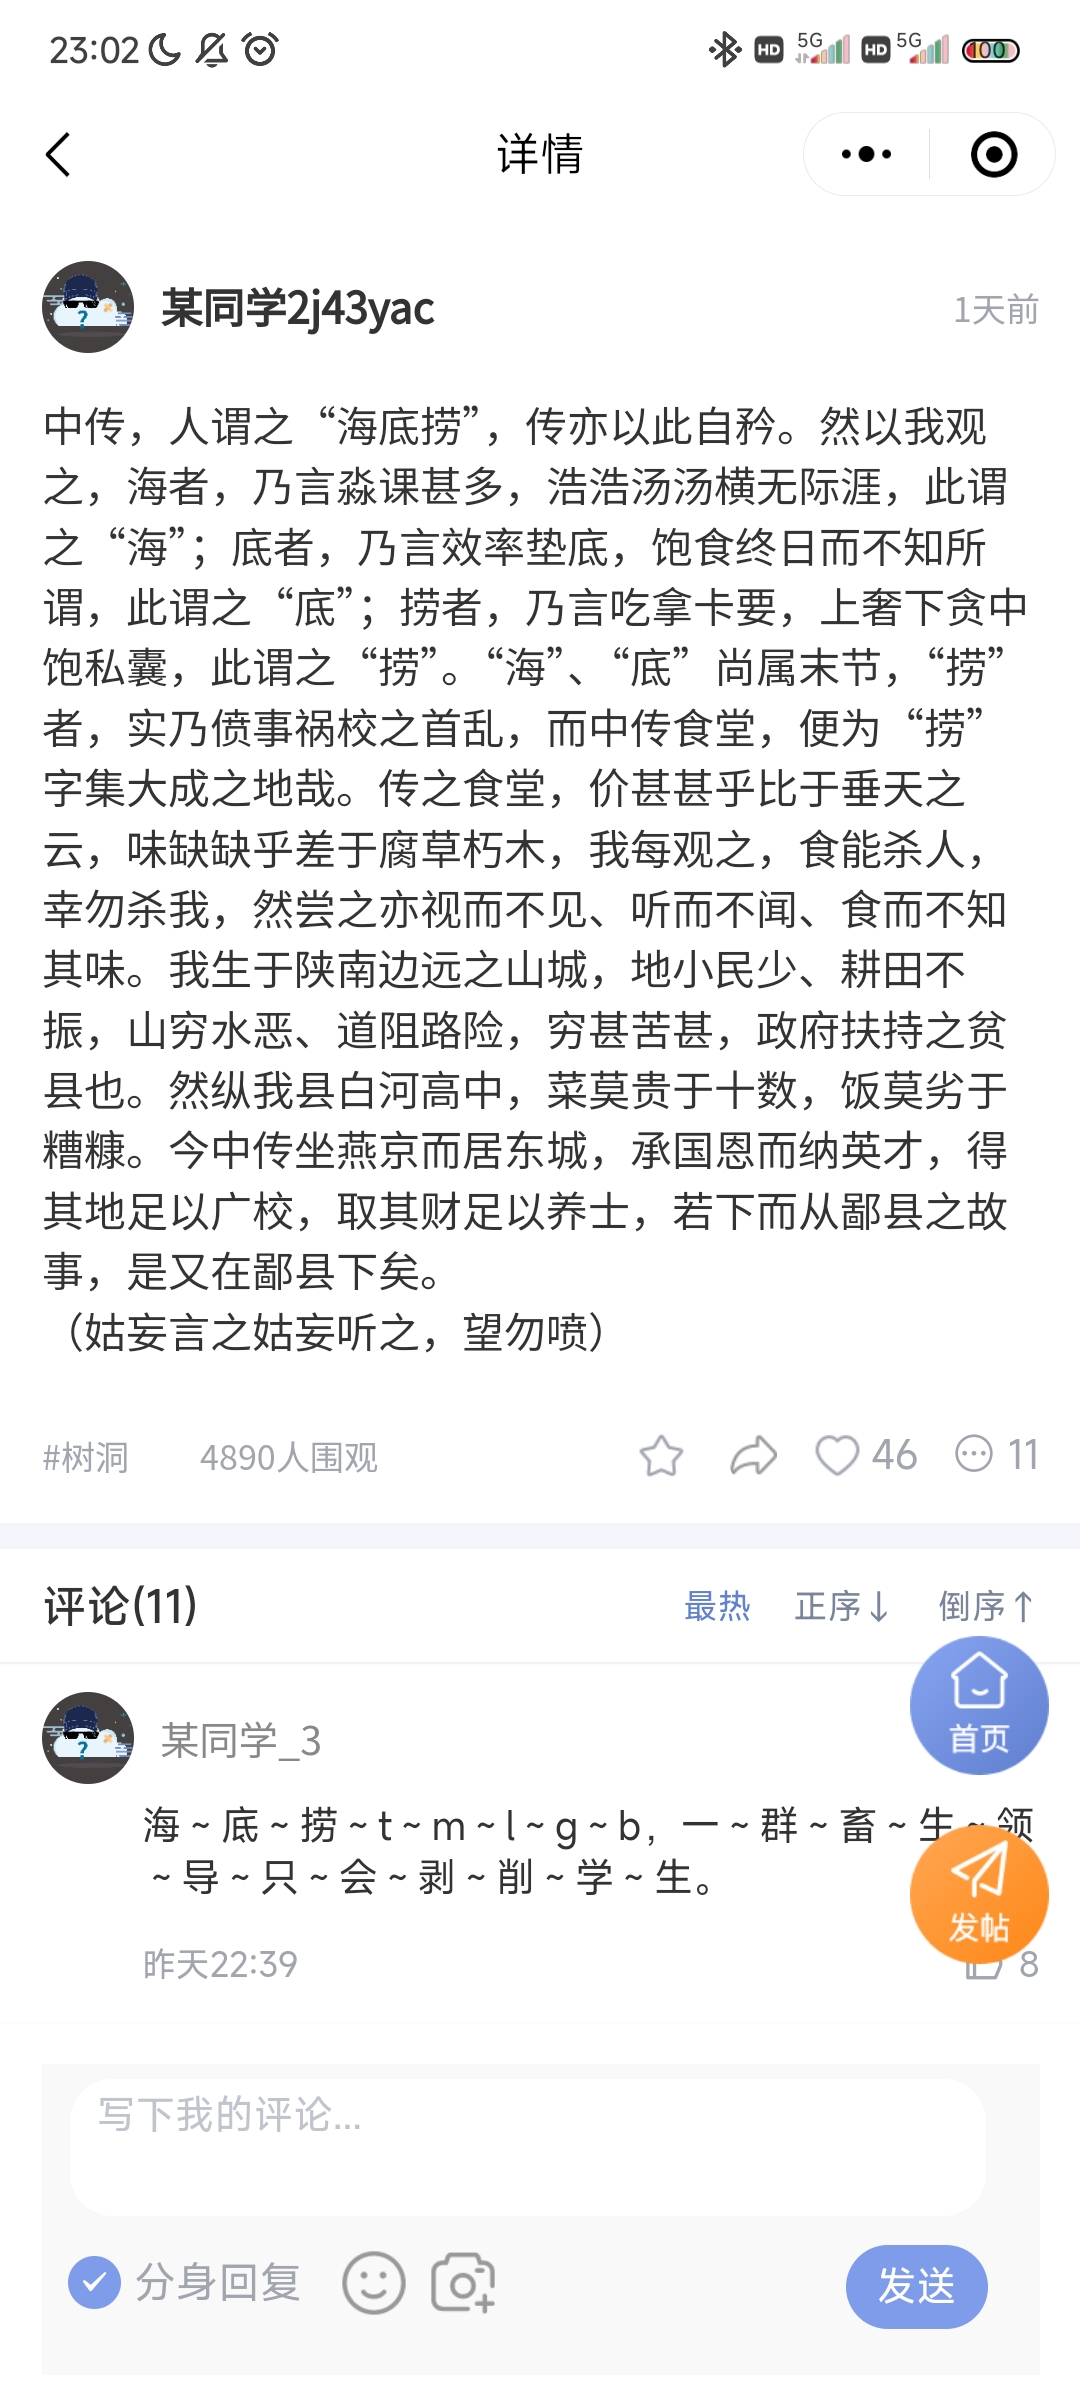 23:02 HD 5G HD 5G 100
详情
某同学2j43yac 1天前
中传，人谓之“海底捞”，传亦以此自矜。然以我观
之，海者，乃言淼课甚多，浩浩汤汤横无际涯，此谓
之“海”；底者，乃言效率垫底，饱食终日而不知所
谓，此谓之“底”；捞者，乃言吃拿卡要，上奢下贪中
饱私囊，此谓之“捞”。“海”、“底”尚属末节，“捞”
者，实乃偾事祸校之首乱，而中传食堂，便为“捞”
字集大成之地哉。传之食堂，价甚甚乎比于垂天之
云，味缺缺乎差于腐草朽木，我每观之，食能杀人，
幸勿杀我，然尝之亦视而不见、听而不闻、食而不知
其味。我生于陕南边远之山城，地小民少、耕田不
振，山穷水恶、道阻路险，穷甚苦甚，政府扶持之贫
县也。然纵我县白河高中，菜莫贵于十数，饭莫劣于
糟糠。今中传坐燕京而居东城，承国恩而纳英才，得
其地足以广校，取其财足以养士，若下而从鄙县之故
事，是又在鄙县下矣。
（姑妄言之姑妄听之，望勿喷）
#树洞 4890人围观 46 11
评论(11) 最热 正序↓ 倒序↑
首页
某同学_3
海~底~捞~t~m~l~g~b，一~群~畜~生~领
~导~只~会~剥~削~学~生。
发帖
昨天22:39 8
写下我的评论...
分身回复 发送